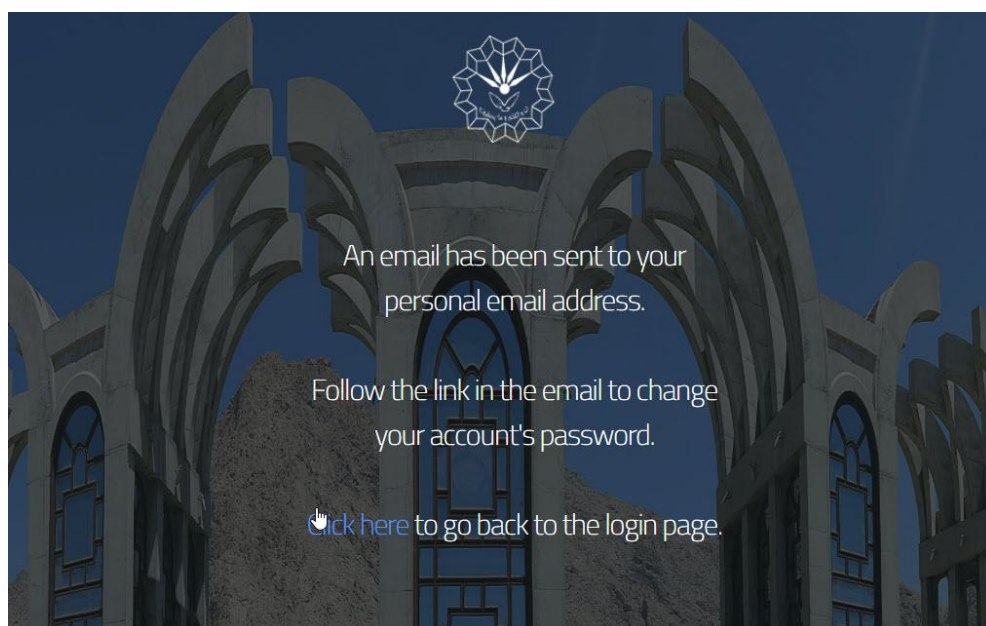 An email has been sent to your
personal email address.
Follow the link in the email to change
your account's password.
Click here to go back to the login page.